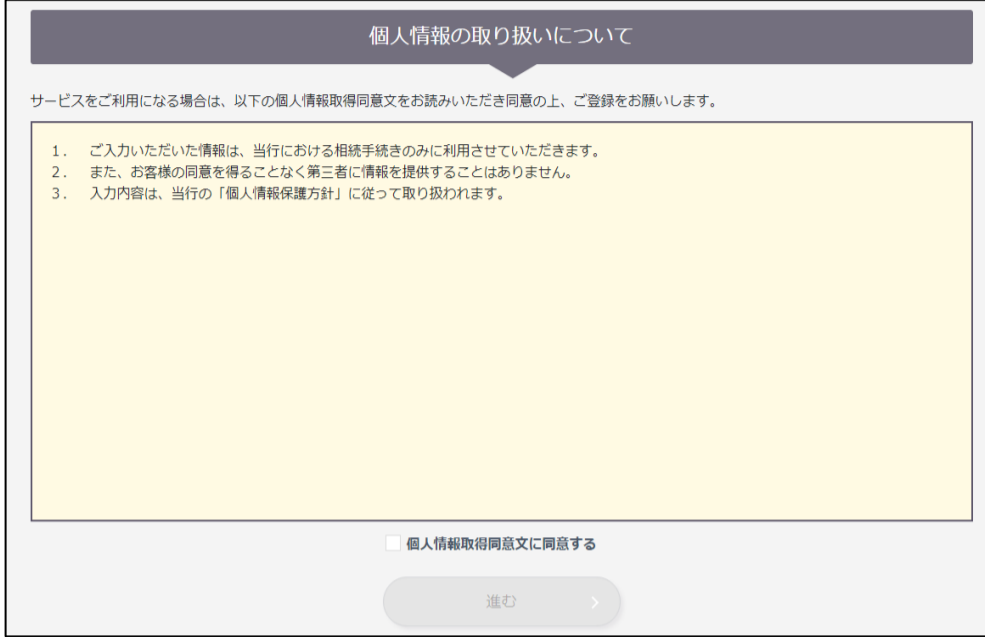 個人情報の取り扱いについて
サービスをご利用になる場合は、以下の個人情報取得同意文をお読みいただき同意の上、ご登録をお願いします。
1. ご入力いただいた情報は、当行における相続手続きのみに利用させていただきます。
2. また、お客様の同意を得ることなく第三者に情報を提供することはありません。
3. 入力内容は、当行の「個人情報保護方針」に従って取り扱われます。
個人情報取得同意文に同意する
進む